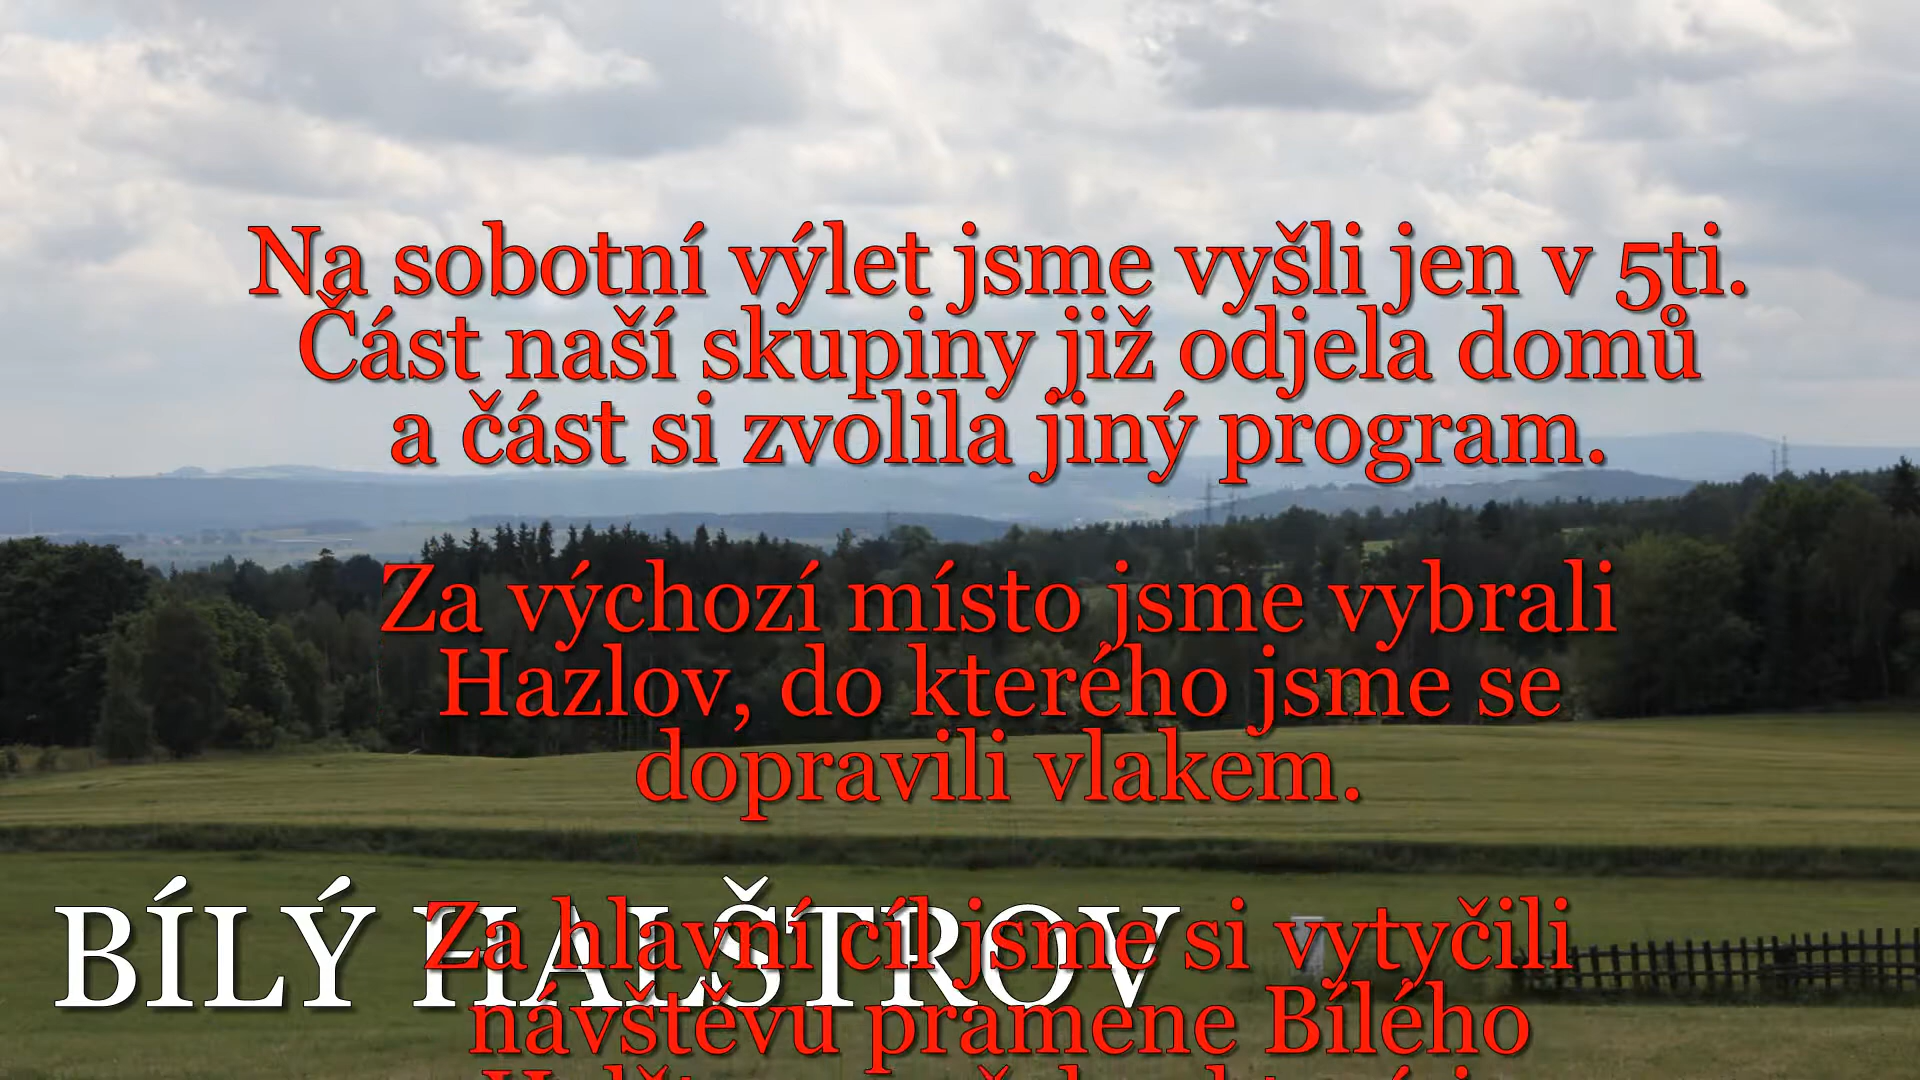 Na sobotní výlet jsme vyšli jen v 5ti.
Část naší skupiny již odjela domů
a část si zvolila jiný program.
Za výchozí místo jsme vybrali
Hazlov, do kterého jsme se
dopravili vlakem.
BÍLÝ HALŠTROV
Za hlavní cíl jsme si vytyčili
návštěvu pramene Bílého